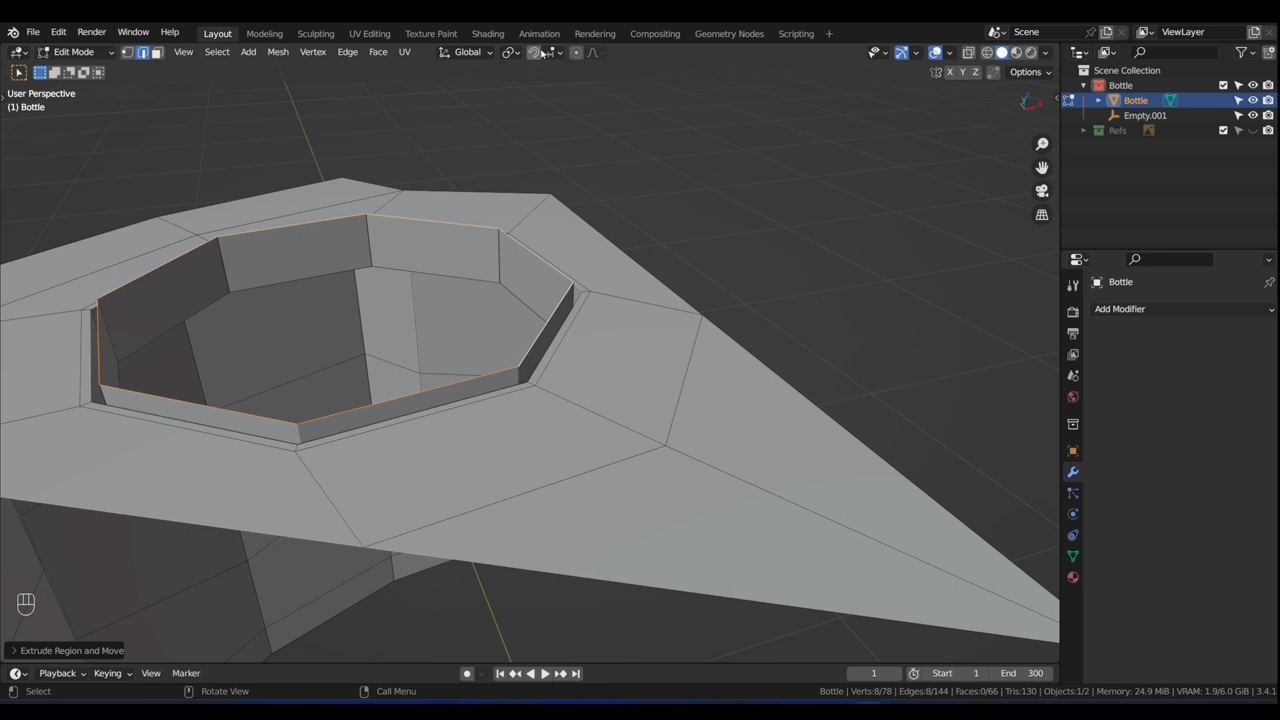 File Edit Render Window Help Layout Modeling Sculpting UV Editing Texture Paint Shading Animation Rendering Compositing Geometry Nodes Scripting + Scene ViewLayer
Edit Mode View Select Add Mesh Vertex Edge Face UV Global
X Y Z Options
User Perspective
(1) Bottle
Scene Collection
Bottle
Bottle
Empty.001
Refs
Bottle
Add Modifier
Extrude Region and Move
Playback Keying View Marker 1 Start 1 End 300
Select Rotate View Call Menu Bottle | Verts:8/78 | Edges:8/144 | Faces:0/66 | Tris:130 | Objects:1/2 | Memory: 24.9 MiB | VRAM: 1.9/6.0 GiB | 3.4.1